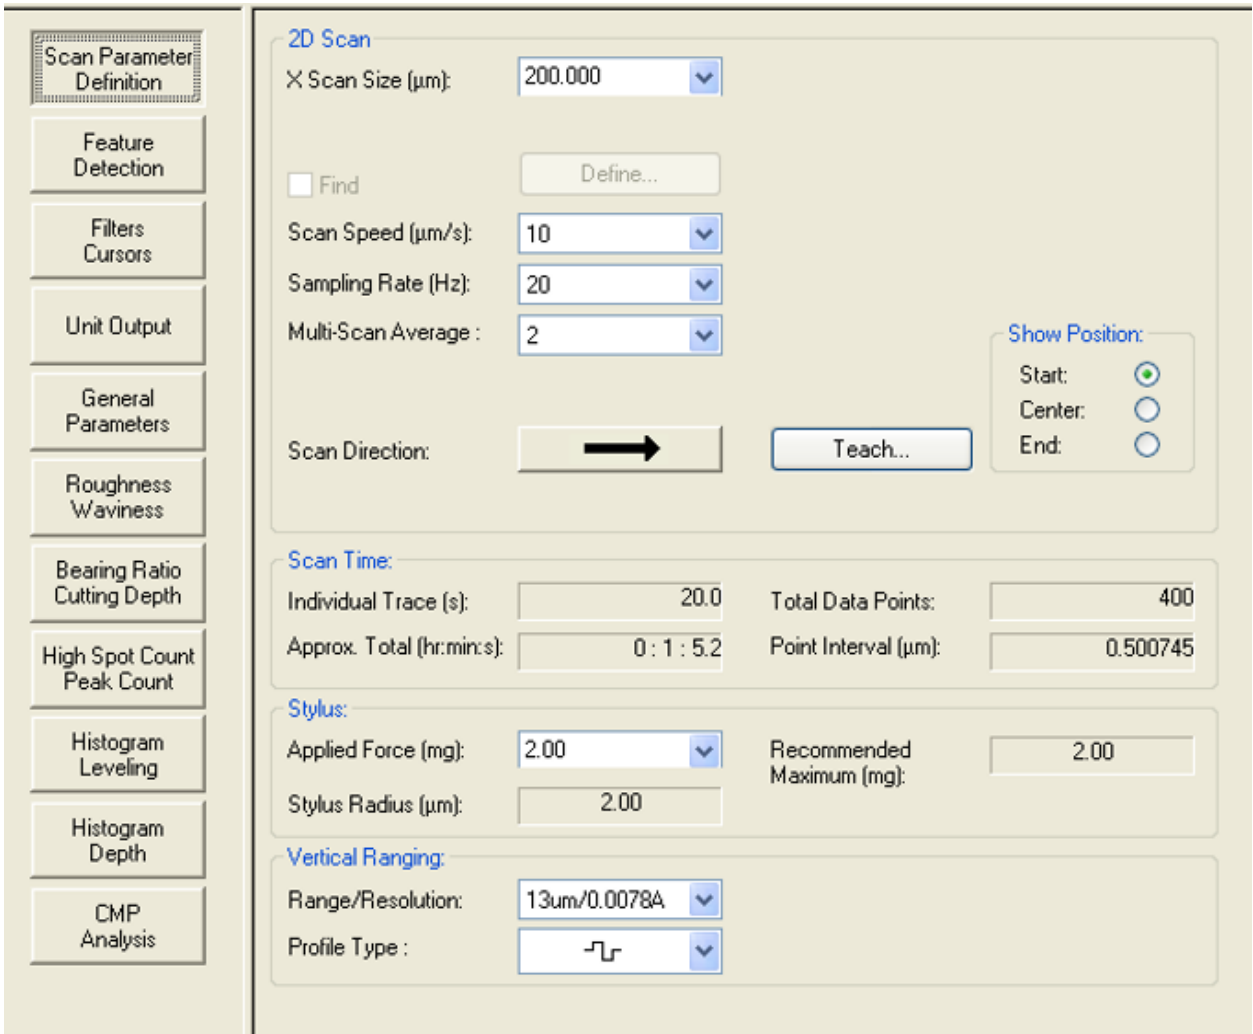 Scan Parameter
Definition
Feature
Detection
Filters
Cursors
Unit Output
General
Parameters
Roughness
Waviness
Bearing Ratio
Cutting Depth
High Spot Count
Peak Count
Histogram
Leveling
Histogram
Depth
CMP
Analysis
2D Scan
X Scan Size (µm): 200.000
Find Define...
Scan Speed (µm/s): 10
Sampling Rate (Hz): 20
Multi-Scan Average : 2
Scan Direction: Teach...
Show Position:
Start:
Center:
End:
Scan Time:
Individual Trace (s): 20.0 Total Data Points: 400
Approx. Total (hr:min:s): 0 : 1 : 5.2 Point Interval (µm): 0.500745
Stylus:
Applied Force (mg): 2.00 Recommended
Maximum (mg): 2.00
Stylus Radius (µm): 2.00
Vertical Ranging:
Range/Resolution: 13um/0.0078A
Profile Type :